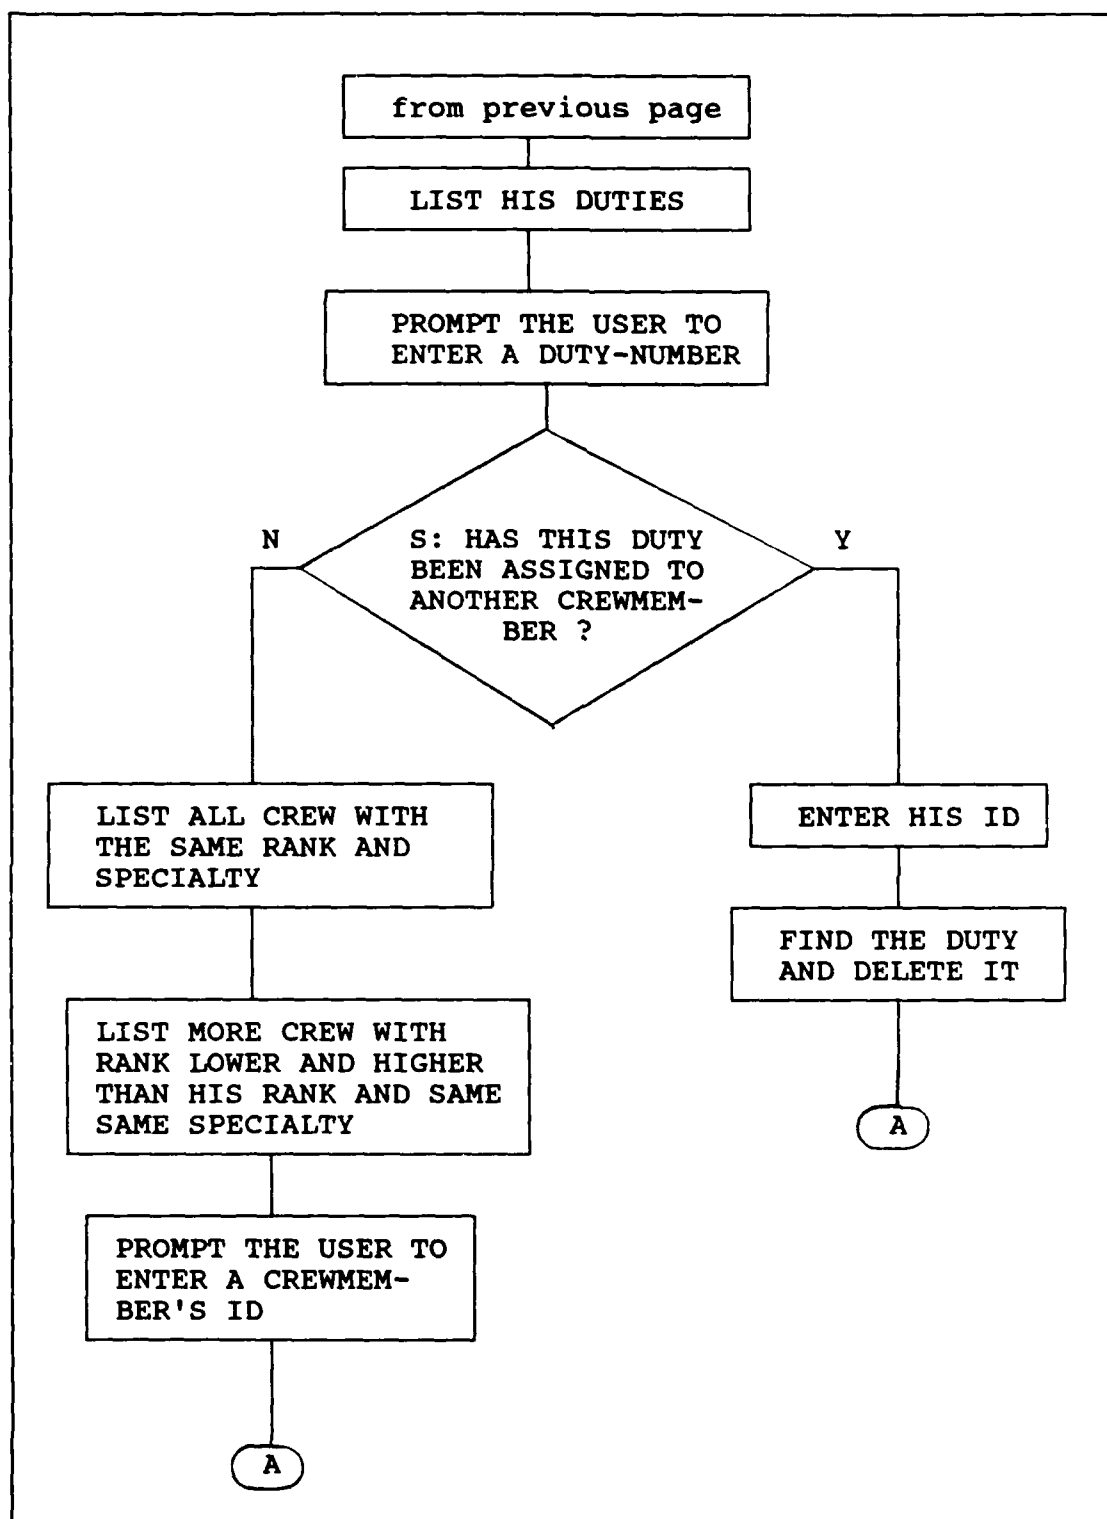 from previous page
LIST HIS DUTIES
PROMPT THE USER TO
ENTER A DUTY-NUMBER
N
S: HAS THIS DUTY
BEEN ASSIGNED TO
ANOTHER CREWMEM-
BER ?
Y
LIST ALL CREW WITH
THE SAME RANK AND
SPECIALTY
LIST MORE CREW WITH
RANK LOWER AND HIGHER
THAN HIS RANK AND SAME
SAME SPECIALTY
PROMPT THE USER TO
ENTER A CREWMEM-
BER'S ID
A
ENTER HIS ID
FIND THE DUTY
AND DELETE IT
A